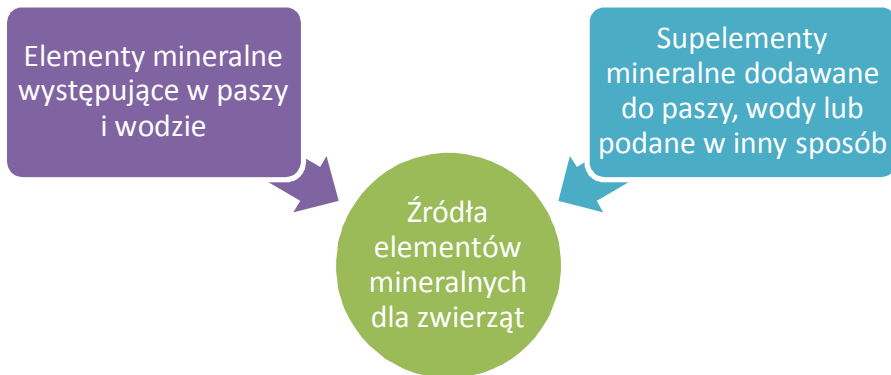 Elementy mineralne
występujące w paszy
i wodzie
Supelementy
mineralne dodawane
do paszy, wody lub
podane w inny sposób
Źródła
elementów
mineralnych
dla zwierząt